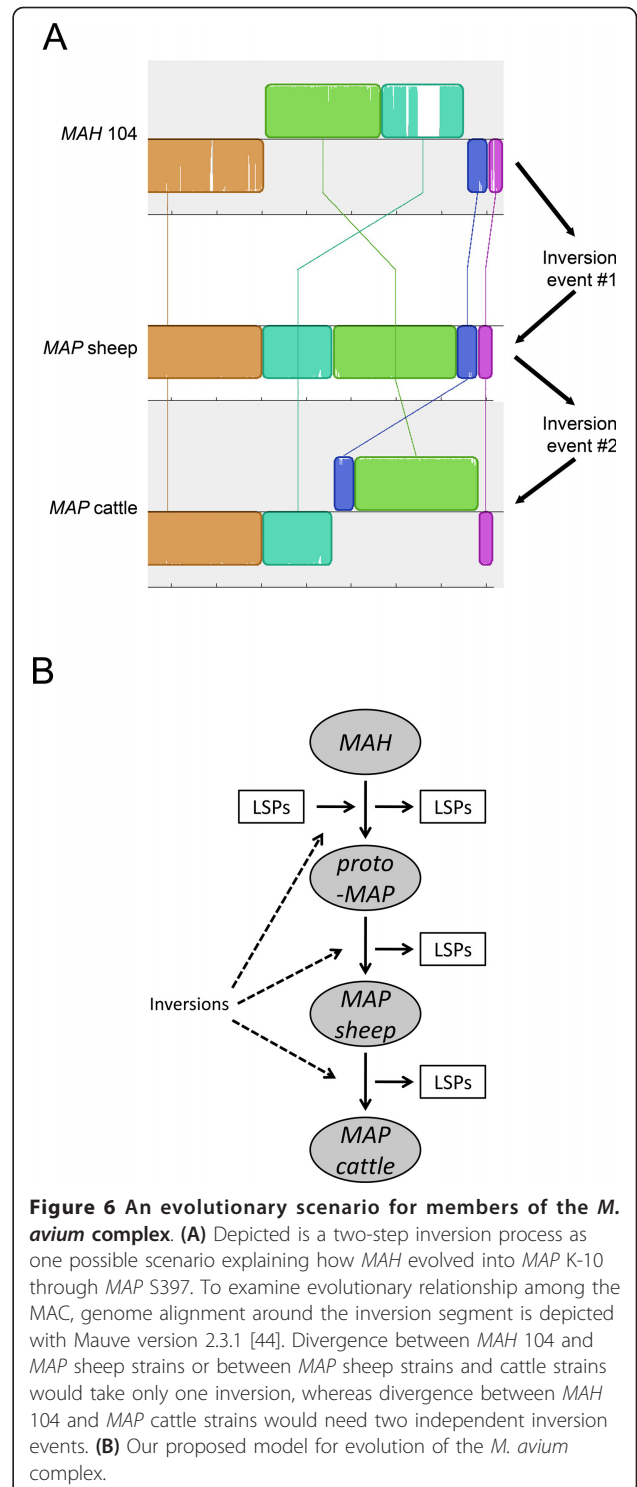 A
MAH 104
Inversion
event #1
MAP sheep
Inversion
event #2
MAP cattle
B
MAH
LSPs
LSPs
proto
-MAP
LSPs
Inversions
MAP
sheep
LSPs
MAP
cattle
Figure 6 An evolutionary scenario for members of the M.
avium complex. (A) Depicted is a two-step inversion process as
one possible scenario explaining how MAH evolved into MAP K-10
through MAP S397. To examine evolutionary relationship among the
MAC, genome alignment around the inversion segment is depicted
with Mauve version 2.3.1 [44]. Divergence between MAH 104 and
MAP sheep strains or between MAP sheep strains and cattle strains
would take only one inversion, whereas divergence between MAH
104 and MAP cattle strains would need two independent inversion
events. (B) Our proposed model for evolution of the M. avium
complex.